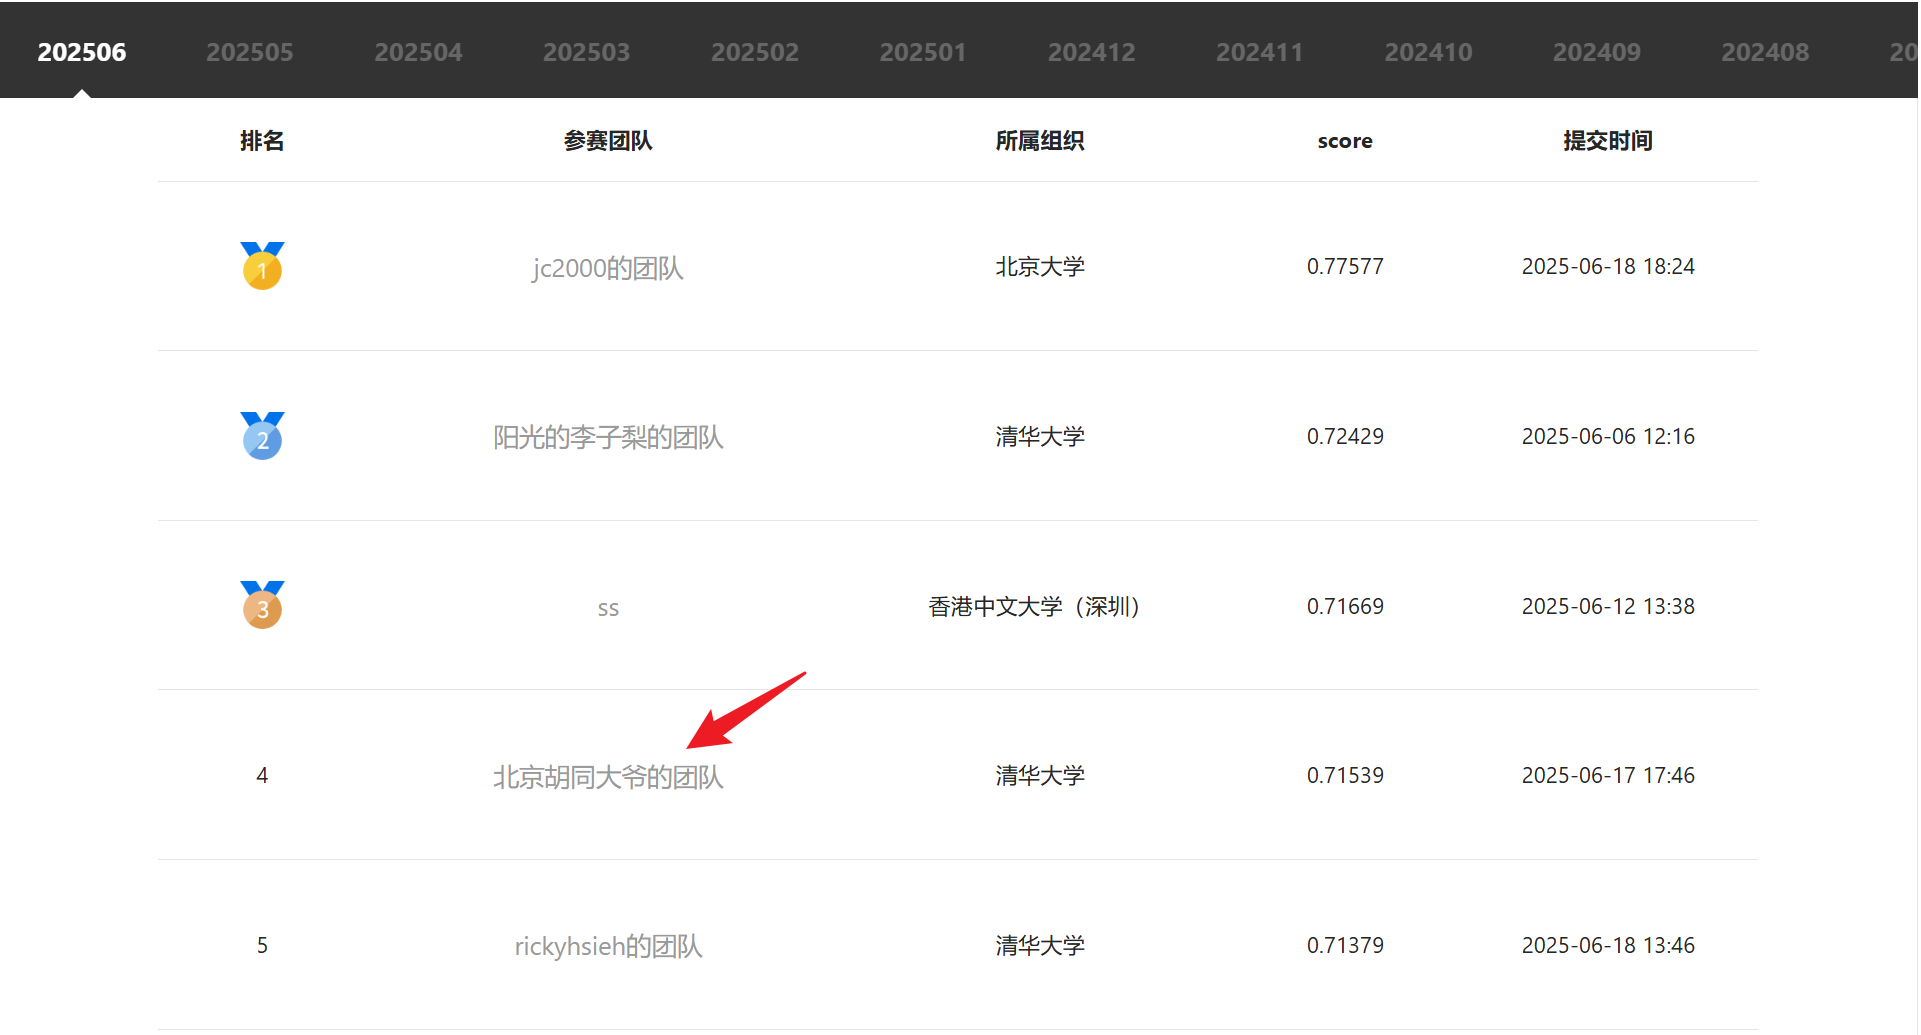 202506 202505 202504 202503 202502 202501 202412 202411 202410 202409 202408 20
排名 参赛团队 所属组织 score 提交时间
1 jc2000的团队 北京大学 0.77577 2025-06-18 18:24
2 阳光的李子梨的团队 清华大学 0.72429 2025-06-06 12:16
3 ss 香港中文大学（深圳） 0.71669 2025-06-12 13:38
4 北京胡同大爷的团队 清华大学 0.71539 2025-06-17 17:46
5 rickyhsieh的团队 清华大学 0.71379 2025-06-18 13:46